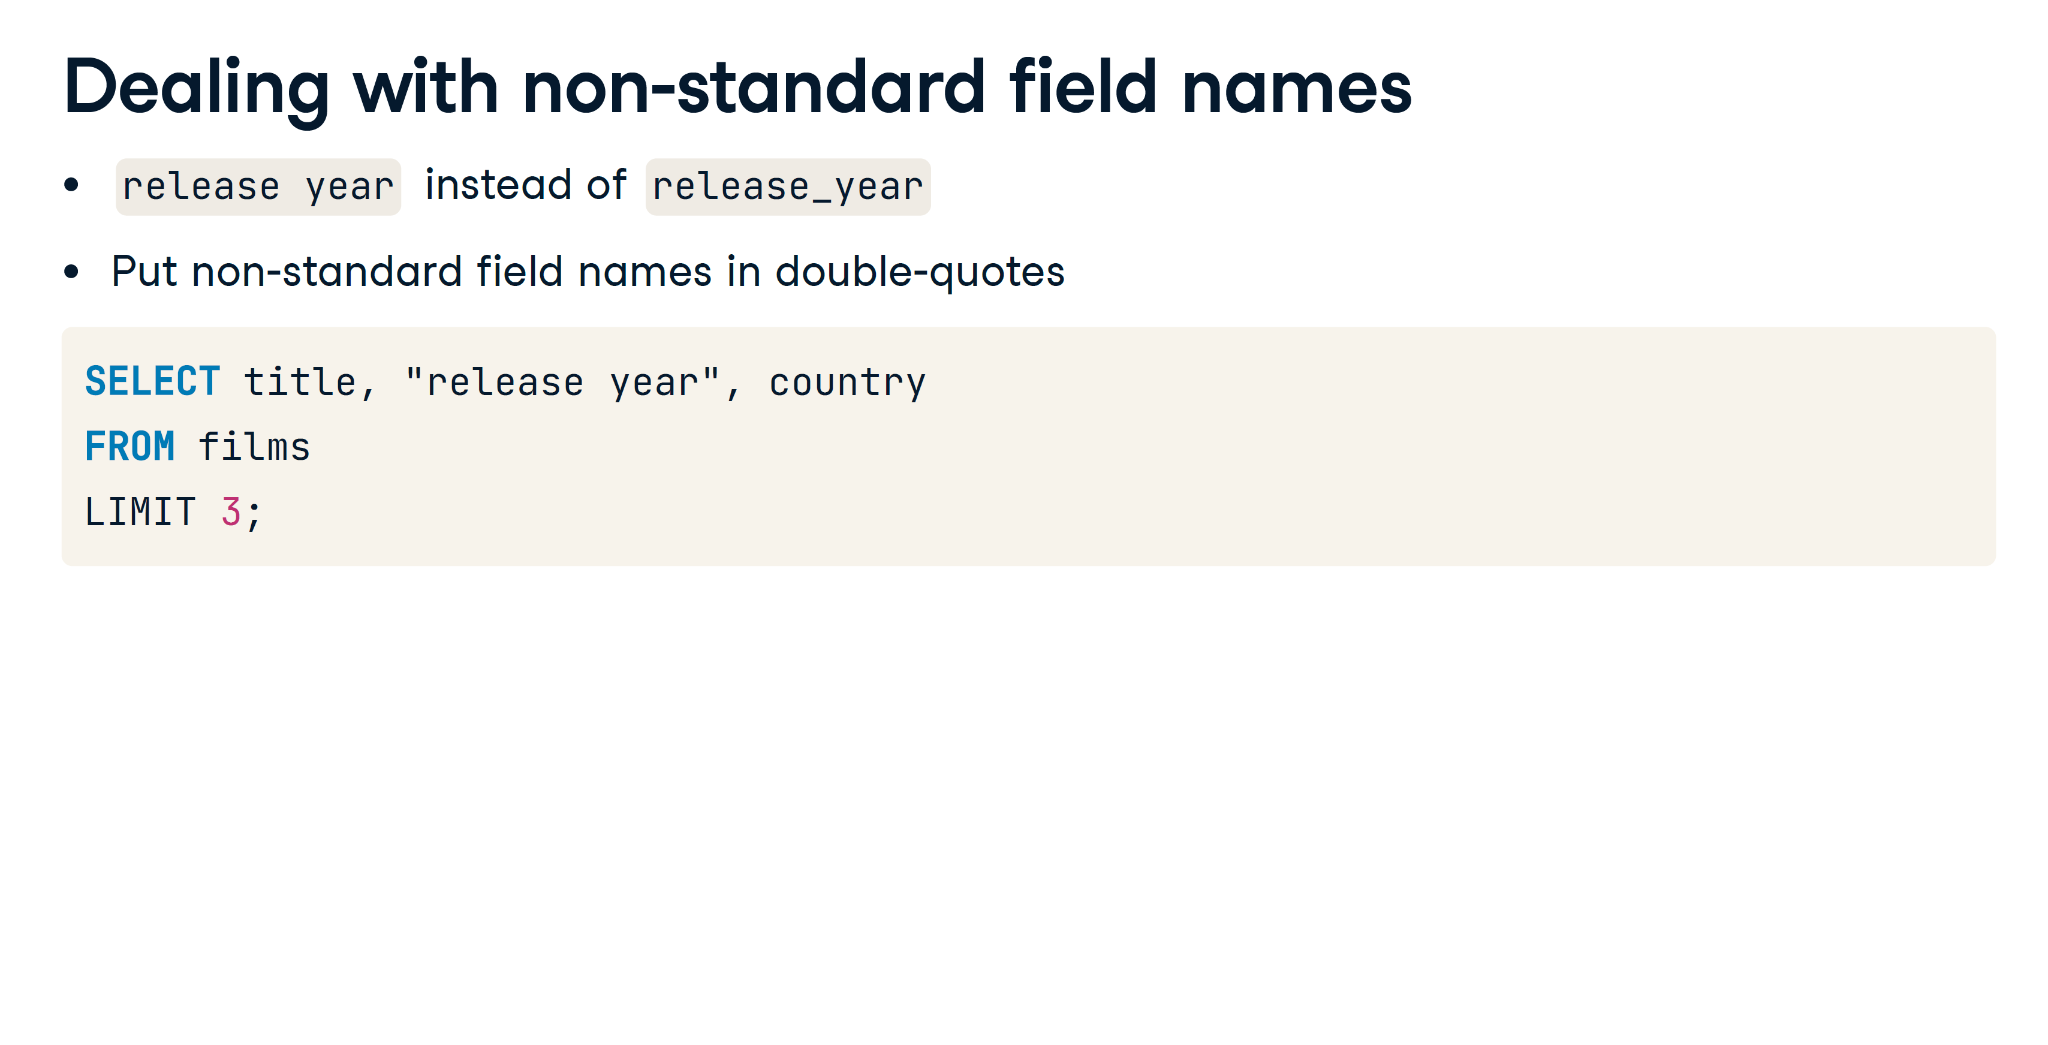 Dealing with non-standard field names
• release year instead of release_year
• Put non-standard field names in double-quotes
SELECT title, "release year", country
FROM films
LIMIT 3;